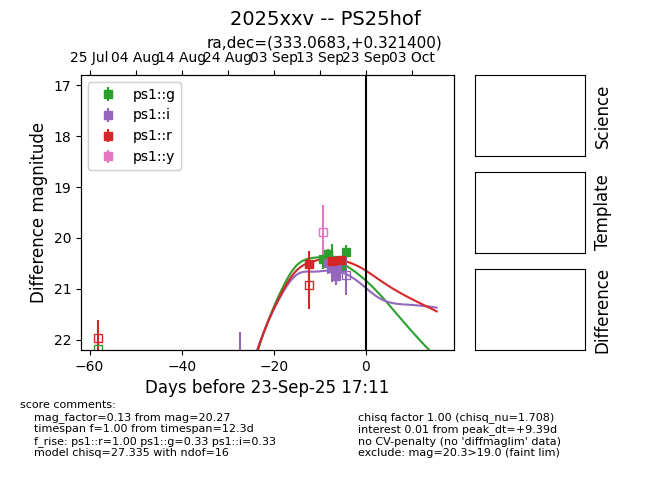 2025xxv -- PS25hof
ra,dec=(333.0683,+0.321400)
25 Jul 04 Aug 14 Aug 24 Aug 03 Sep 13 Sep 23 Sep 03 Oct
ps1::g
ps1::i
ps1::r
ps1::y
17
18
19
20
21
22
Difference magnitude
−60 −40 −20 0
Days before 23-Sep-25 17:11
Science
Template
Difference
score comments:
mag_factor=0.13 from mag=20.27
timespan f=1.00 from timespan=12.3d
f_rise: ps1::r=1.00 ps1::g=0.33 ps1::i=0.33
model chisq=27.335 with ndof=16
chisq factor 1.00 (chisq_nu=1.708)
interest 0.01 from peak_dt=+9.39d
no CV-penalty (no 'diffmaglim' data)
exclude: mag=20.3>19.0 (faint lim)